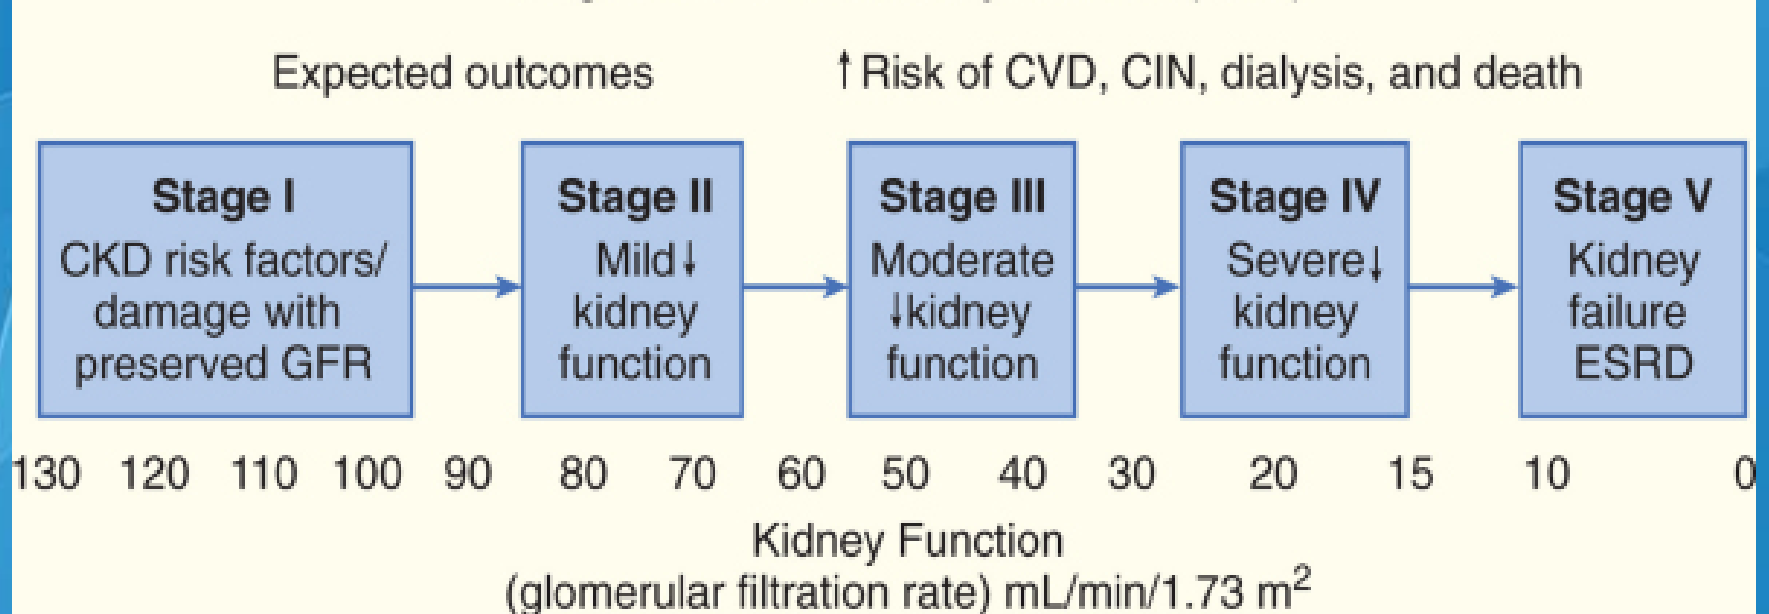 Expected outcomes
↑Risk of CVD, CIN, dialysis, and death
Stage I
CKD risk factors/
damage with
preserved GFR
Stage II
Mild↓
kidney
function
Stage III
Moderate
↓kidney
function
Stage IV
Severe↓
kidney
function
Stage V
Kidney
failure
ESRD
130 120 110 100 90 80 70 60 50 40 30 20 15 10 0
Kidney Function
(glomerular filtration rate) mL/min/1.73 m²